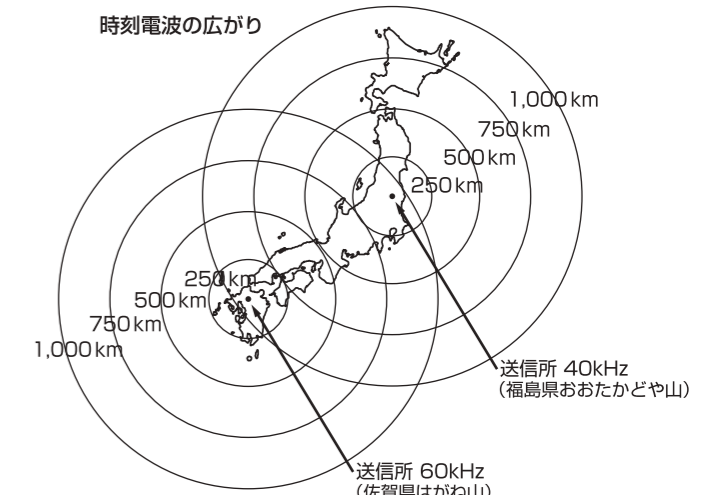 時刻電波の広がり
1,000km
750km
500km
250km
250km
500km
750km
1,000km
送信所 40kHz
(福島県おおたかどや山)
送信所 60kHz
(佐賀県はがね山)